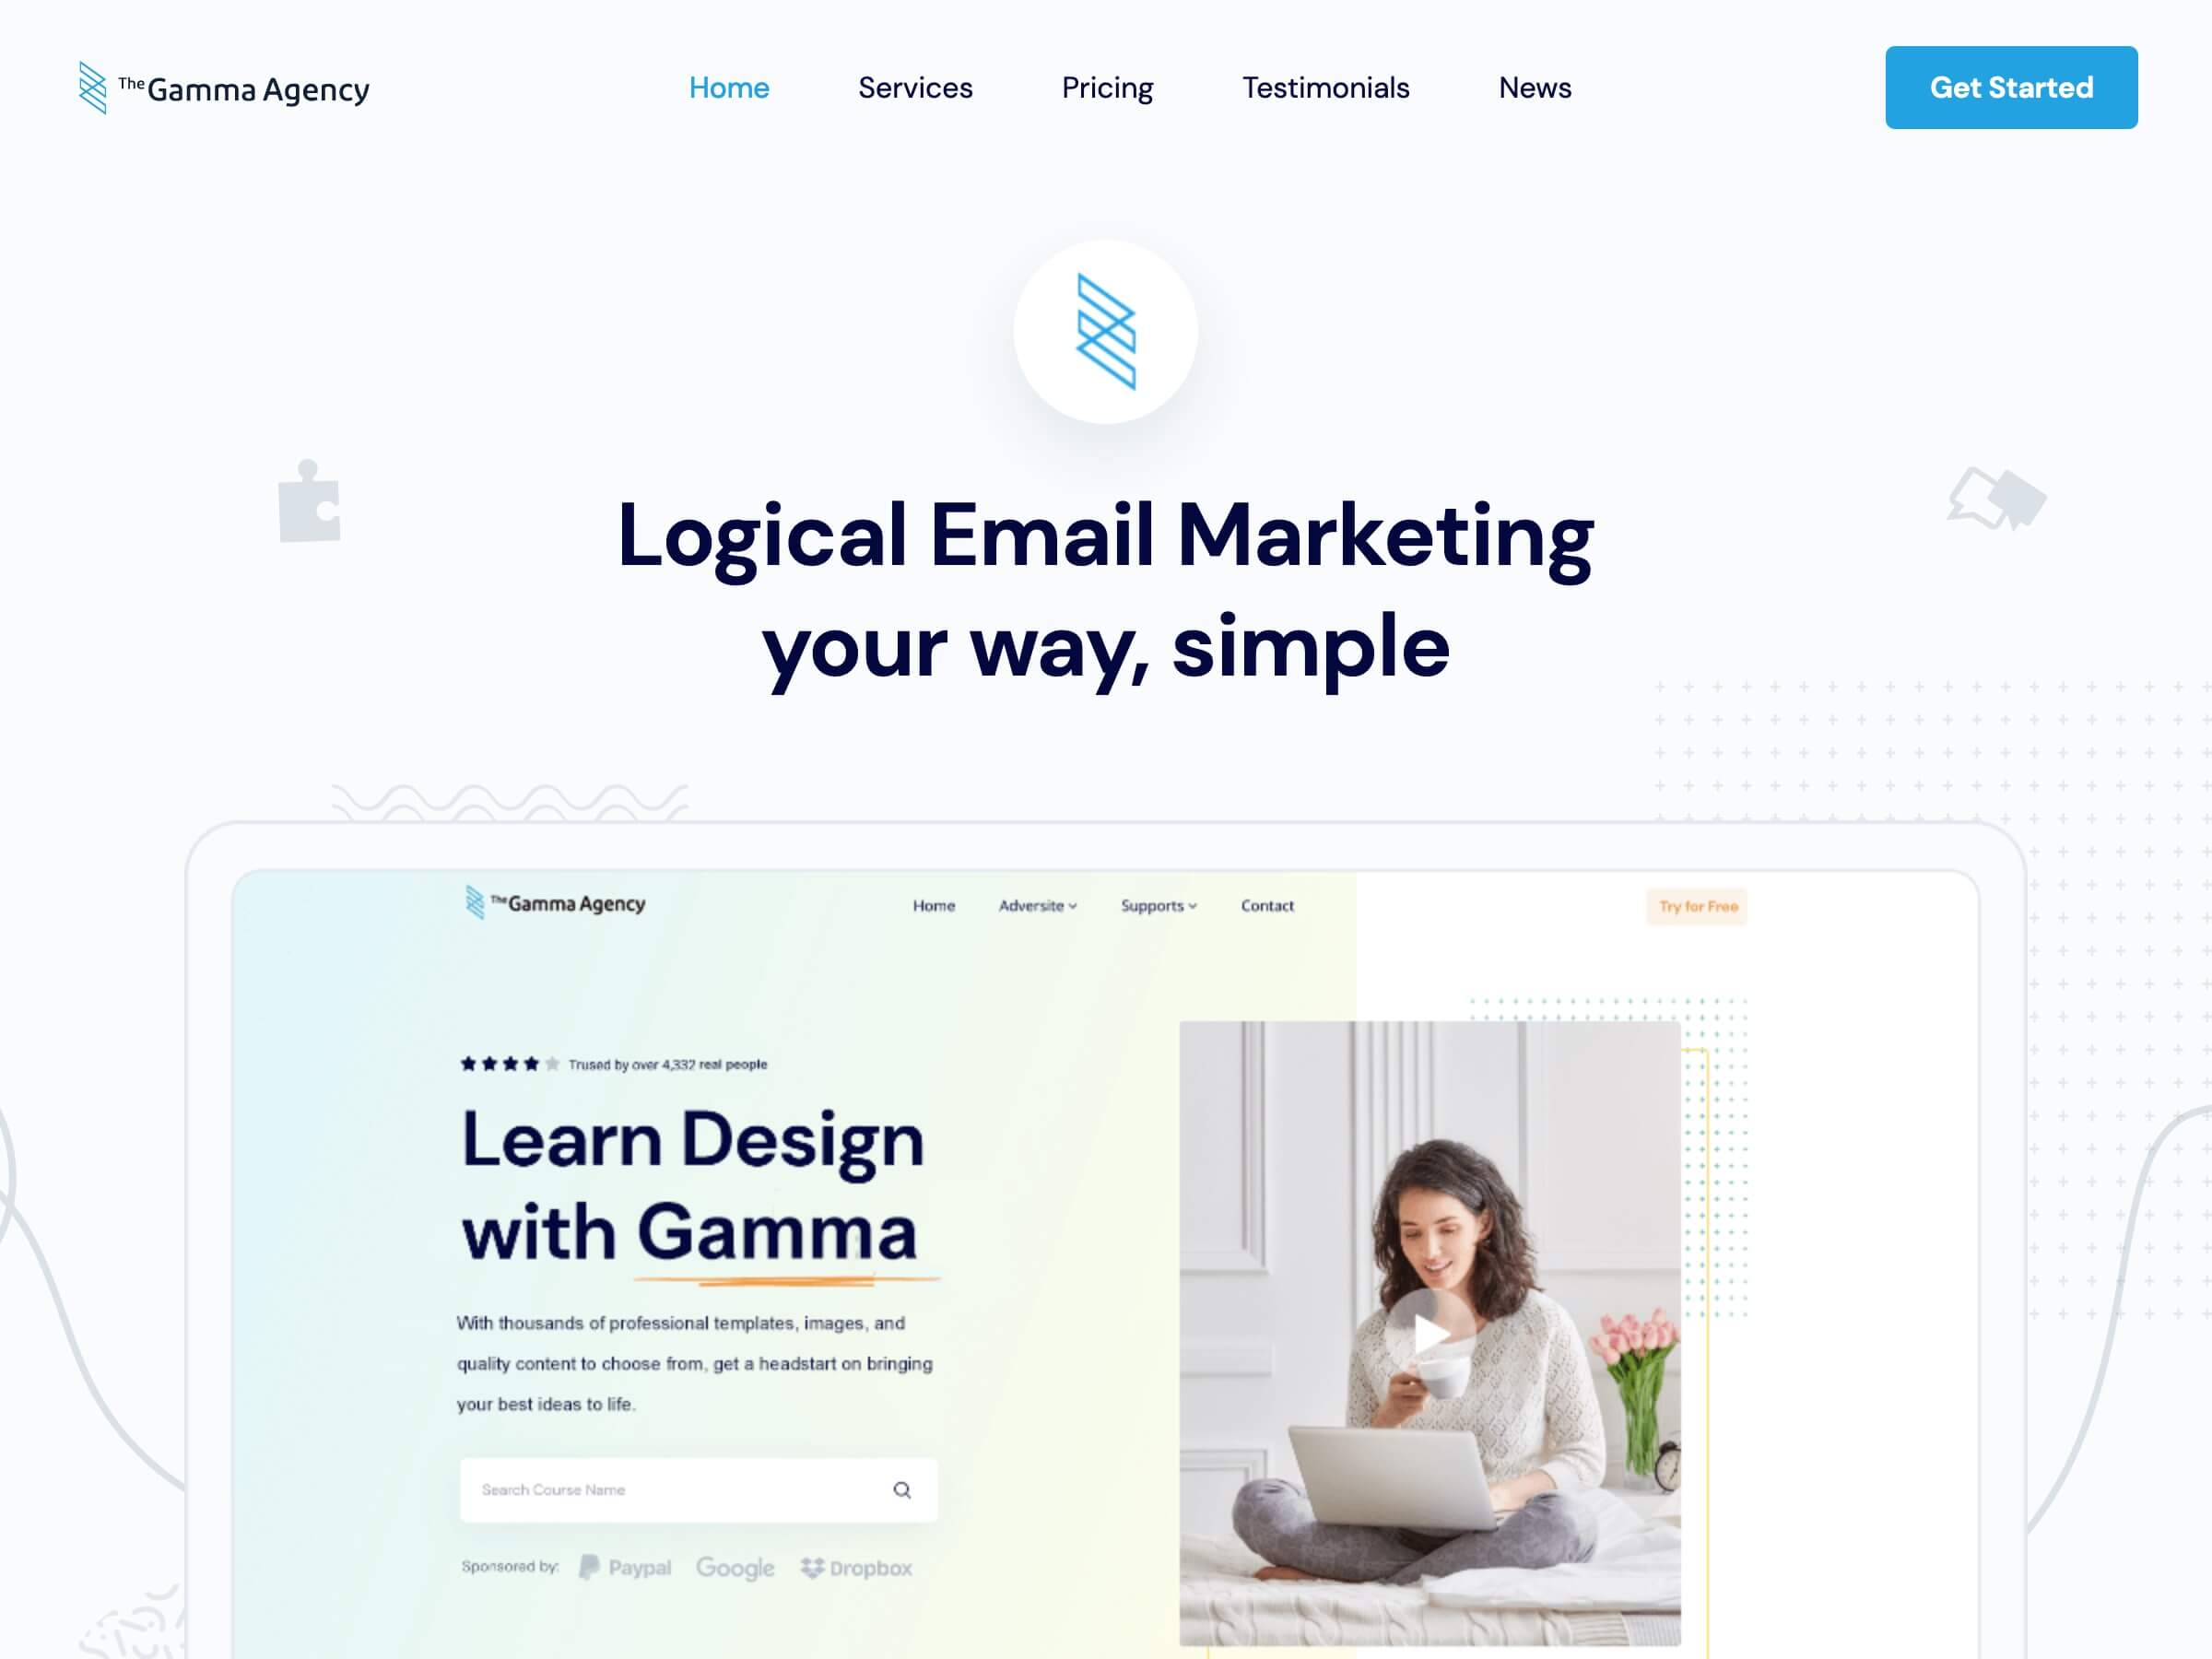 The Gamma Agency
Home Services Pricing Testimonials News
Get Started
Logical Email Marketing
your way, simple
The Gamma Agency
Home Adversite Supports Contact
Try for Free
Trused by over 4,332 real people
Learn Design
with Gamma
With thousands of professional templates, images, and
quality content to choose from, get a headstart on bringing
your best ideas to life.
Search Course Name
Sponsored by: Paypal Google Dropbox